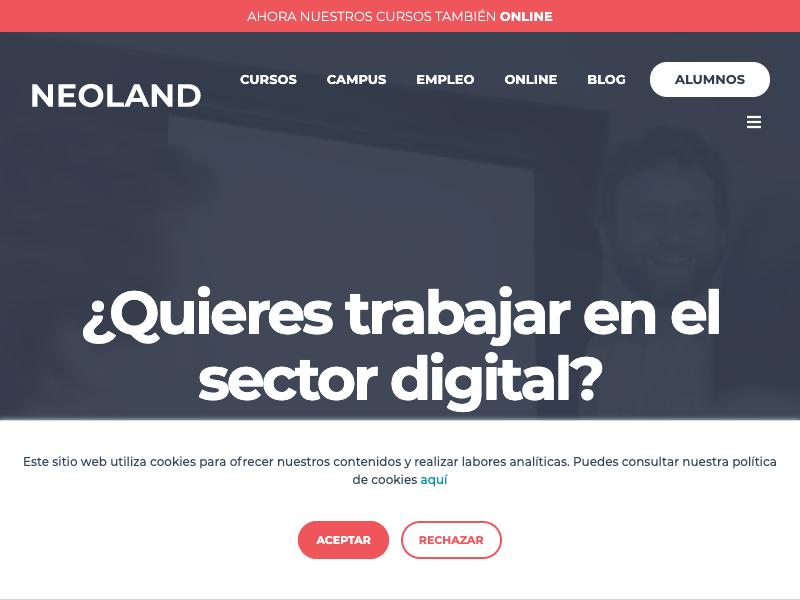 AHORA NUESTROS CURSOS TAMBIÉN ONLINE
NEOLAND
CURSOS
CAMPUS
EMPLEO
ONLINE
BLOG
ALUMNOS
¿Quieres trabajar en el
sector digital?
Este sitio web utiliza cookies para ofrecer nuestros contenidos y realizar labores analíticas. Puedes consultar nuestra política
de cookies aquí
ACEPTAR
RECHAZAR